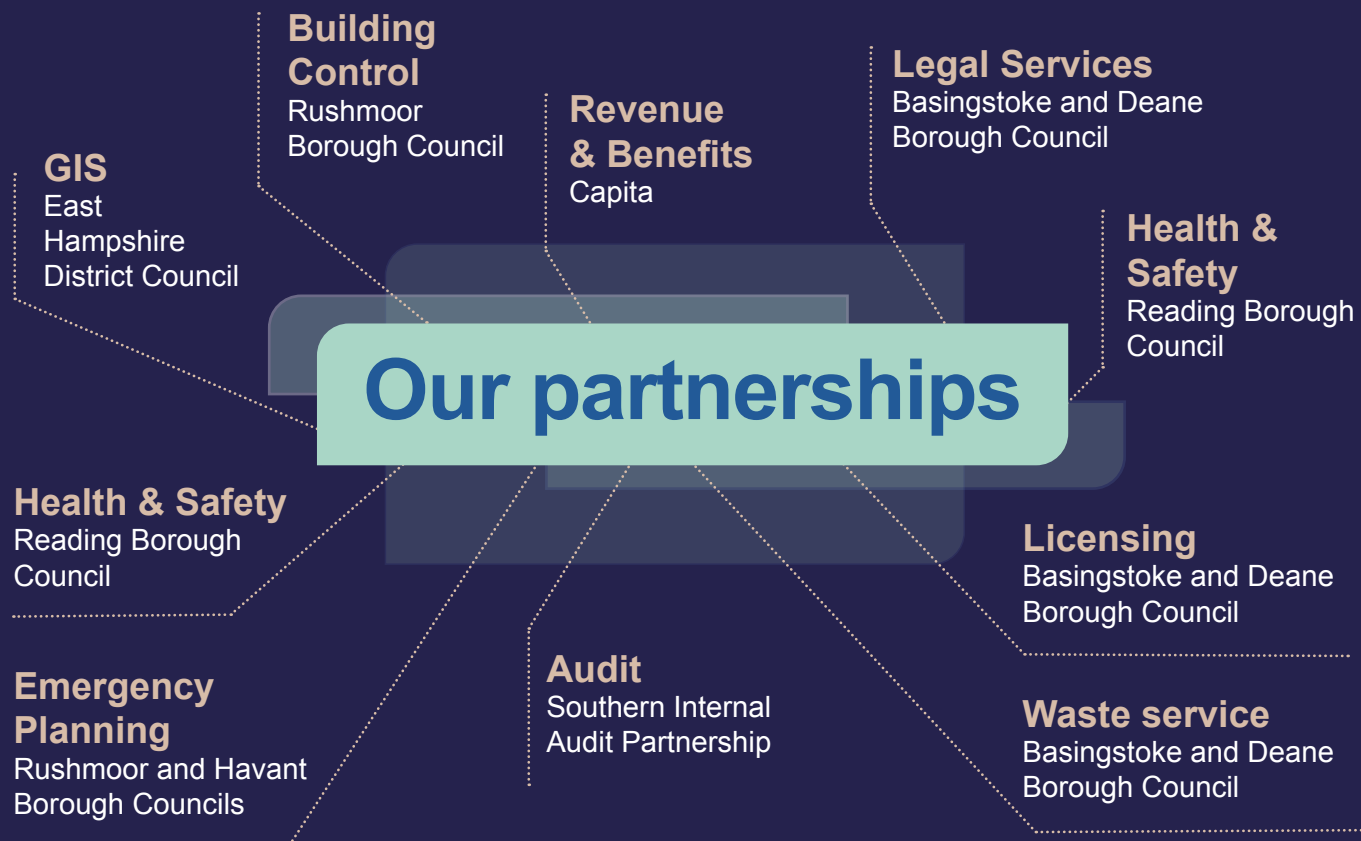 Building
Control
Rushmoor
Borough Council
Revenue
& Benefits
Capita
Legal Services
Basingstoke and Deane
Borough Council
GIS
East
Hampshire
District Council
Health &
Safety
Reading Borough
Council
Our partnerships
Health & Safety
Reading Borough
Council
Licensing
Basingstoke and Deane
Borough Council
Emergency
Planning
Rushmoor and Havant
Borough Councils
Audit
Southern Internal
Audit Partnership
Waste service
Basingstoke and Deane
Borough Council